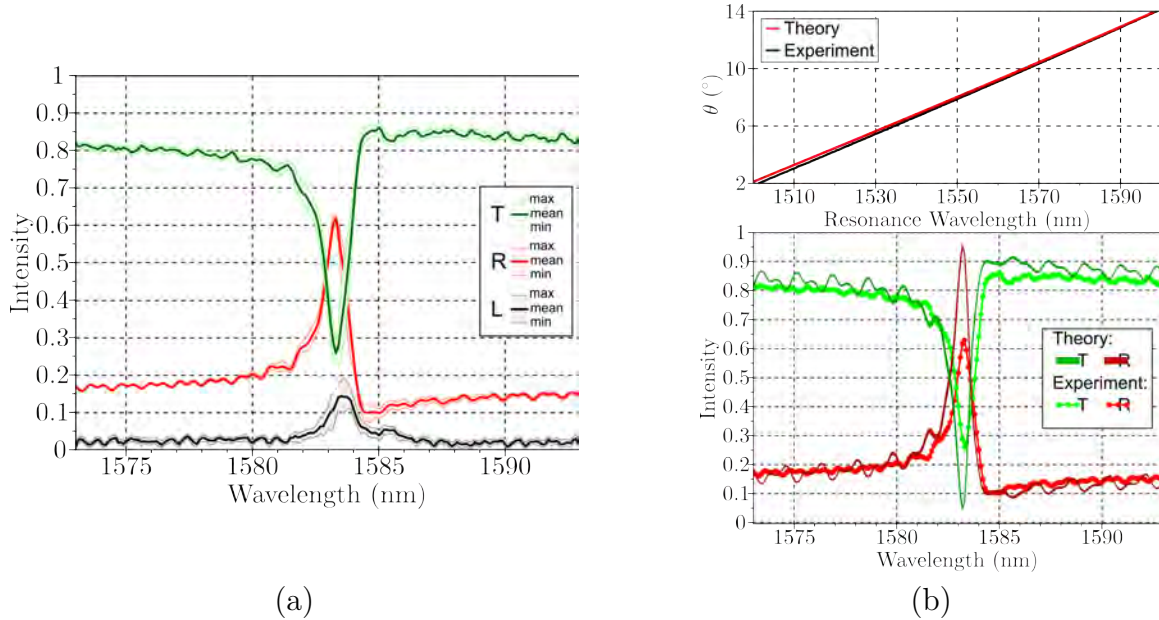 1
0.9
0.8
0.7
0.6
0.5
0.4
0.3
0.2
0.1
0
Intensity
1575 1580 1585 1590
Wavelength (nm)
T max mean min
R max mean min
L max mean min
(a)
14
10
6
2
θ (°)
Theory
Experiment
1510 1530 1550 1570 1590
Resonance Wavelength (nm)
1
0.9
0.8
0.7
0.6
0.5
0.4
0.3
0.2
0.1
0
Intensity
Theory:
T R
Experiment:
T R
1575 1580 1585 1590
Wavelength (nm)
(b)